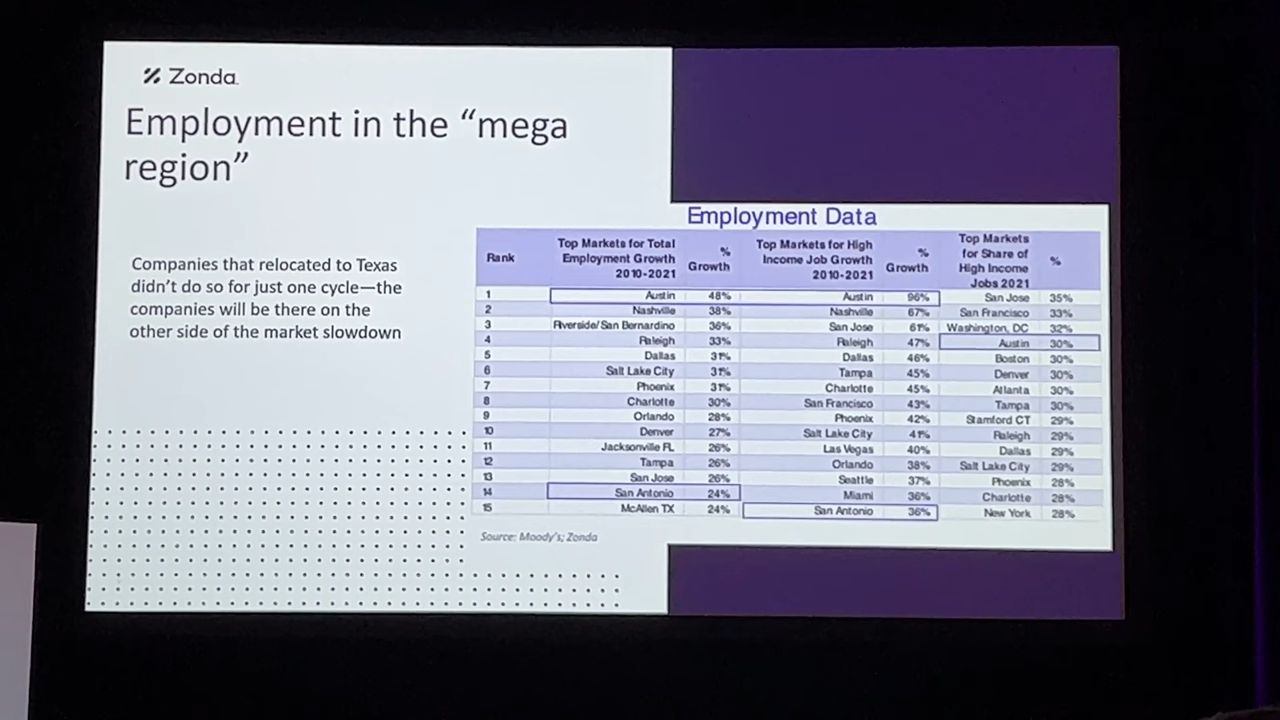 Zonda.
Employment in the “mega
region”
Companies that relocated to Texas
didn’t do so for just one cycle—the
companies will be there on the
other side of the market slowdown
Employment Data
Rank Top Markets for Total Employment Growth 2010-2021 % Growth Top Markets for High Income Job Growth 2010-2021 % Growth Top Markets for Share of High Income Jobs 2021 %
1 Austin 48% Austin 96% San Jose 35%
2 Nashville 38% Nashville 67% San Francisco 33%
3 Riverside/San Bernardino 36% San Jose 61% Washington, DC 32%
4 Raleigh 33% Raleigh 47% Austin 30%
5 Dallas 31% Dallas 46% Boston 30%
6 Salt Lake City 31% Tampa 45% Denver 30%
7 Phoenix 31% Charlotte 45% Atlanta 30%
8 Charlotte 30% San Francisco 43% Tampa 30%
9 Orlando 28% Phoenix 42% Stamford CT 29%
10 Denver 27% Salt Lake City 41% Raleigh 29%
11 Jacksonville FL 26% Las Vegas 40% Dallas 29%
12 Tampa 26% Orlando 38% Salt Lake City 29%
13 San Jose 26% Seattle 37% Phoenix 28%
14 San Antonio 24% Miami 36% Charlotte 28%
15 McAllen TX 24% San Antonio 36% New York 28%
Source: Moody's; Zonda